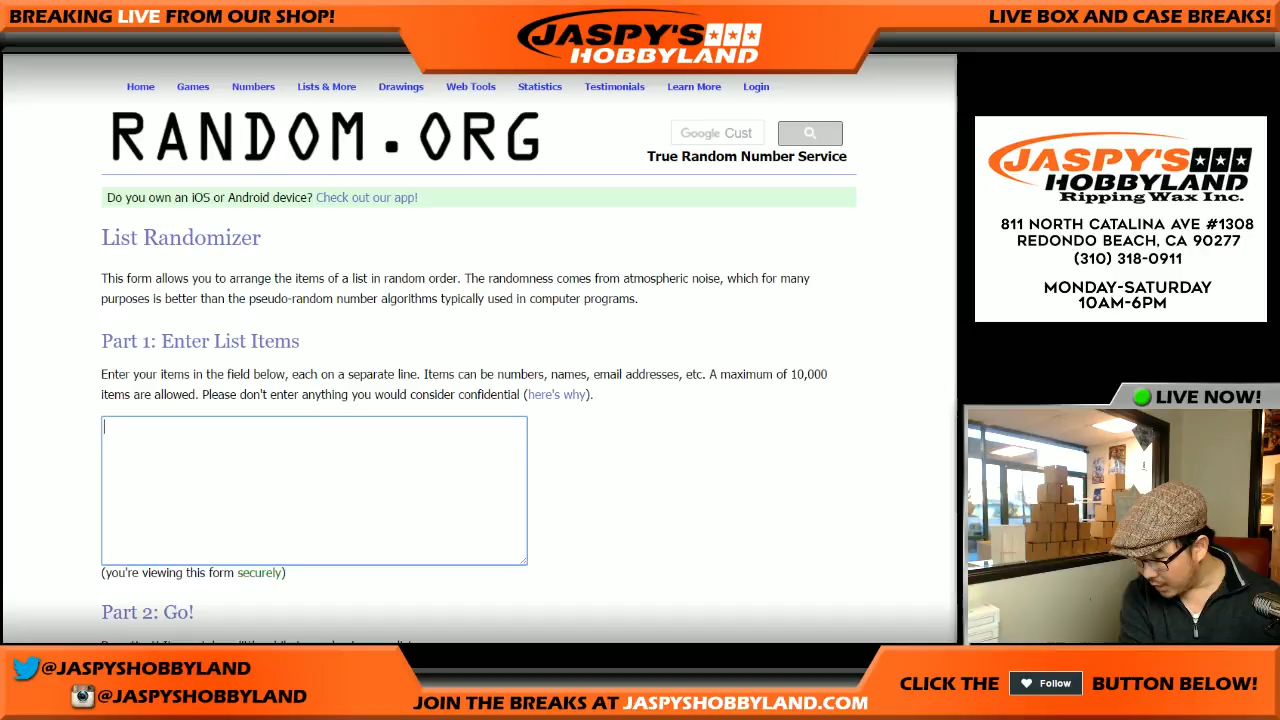 BREAKING LIVE FROM OUR SHOP!
JASPY'S
HOBBYLAND
LIVE BOX AND CASE BREAKS!
Home Games Numbers Lists & More Drawings Web Tools Statistics Testimonials Learn More Login
RANDOM.ORG
Google Cust
True Random Number Service
Do you own an iOS or Android device? Check out our app!
List Randomizer
This form allows you to arrange the items of a list in random order. The randomness comes from atmospheric noise, which for many
purposes is better than the pseudo-random number algorithms typically used in computer programs.
Part 1: Enter List Items
Enter your items in the field below, each on a separate line. Items can be numbers, names, email addresses, etc. A maximum of 10,000
items are allowed. Please don't enter anything you would consider confidential (here's why).
(you're viewing this form securely)
Part 2: Go!
JASPY'S
HOBBYLAND
Ripping Wax Inc.
811 NORTH CATALINA AVE #1308
REDONDO BEACH, CA 90277
(310) 318-0911
MONDAY-SATURDAY
10AM-6PM
LIVE NOW!
@JASPYSHOBBYLAND
@JASPYSHOBBYLAND
JOIN THE BREAKS AT JASPYSHOBBYLAND.COM
CLICK THE Follow BUTTON BELOW!